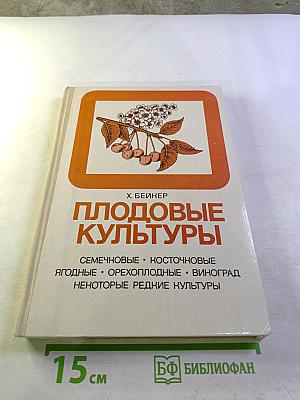 Х. БЕЙКЕР
ПЛОДОВЫЕ
КУЛЬТУРЫ
СЕМЕЧКОВЫЕ • КОСТОЧКОВЫЕ
ЯГОДНЫЕ • ОРЕХОПЛОДНЫЕ • ВИНОГРАД
НЕКОТОРЫЕ РЕДКИЕ КУЛЬТУРЫ
15 см
БФ БИБЛИОФАН